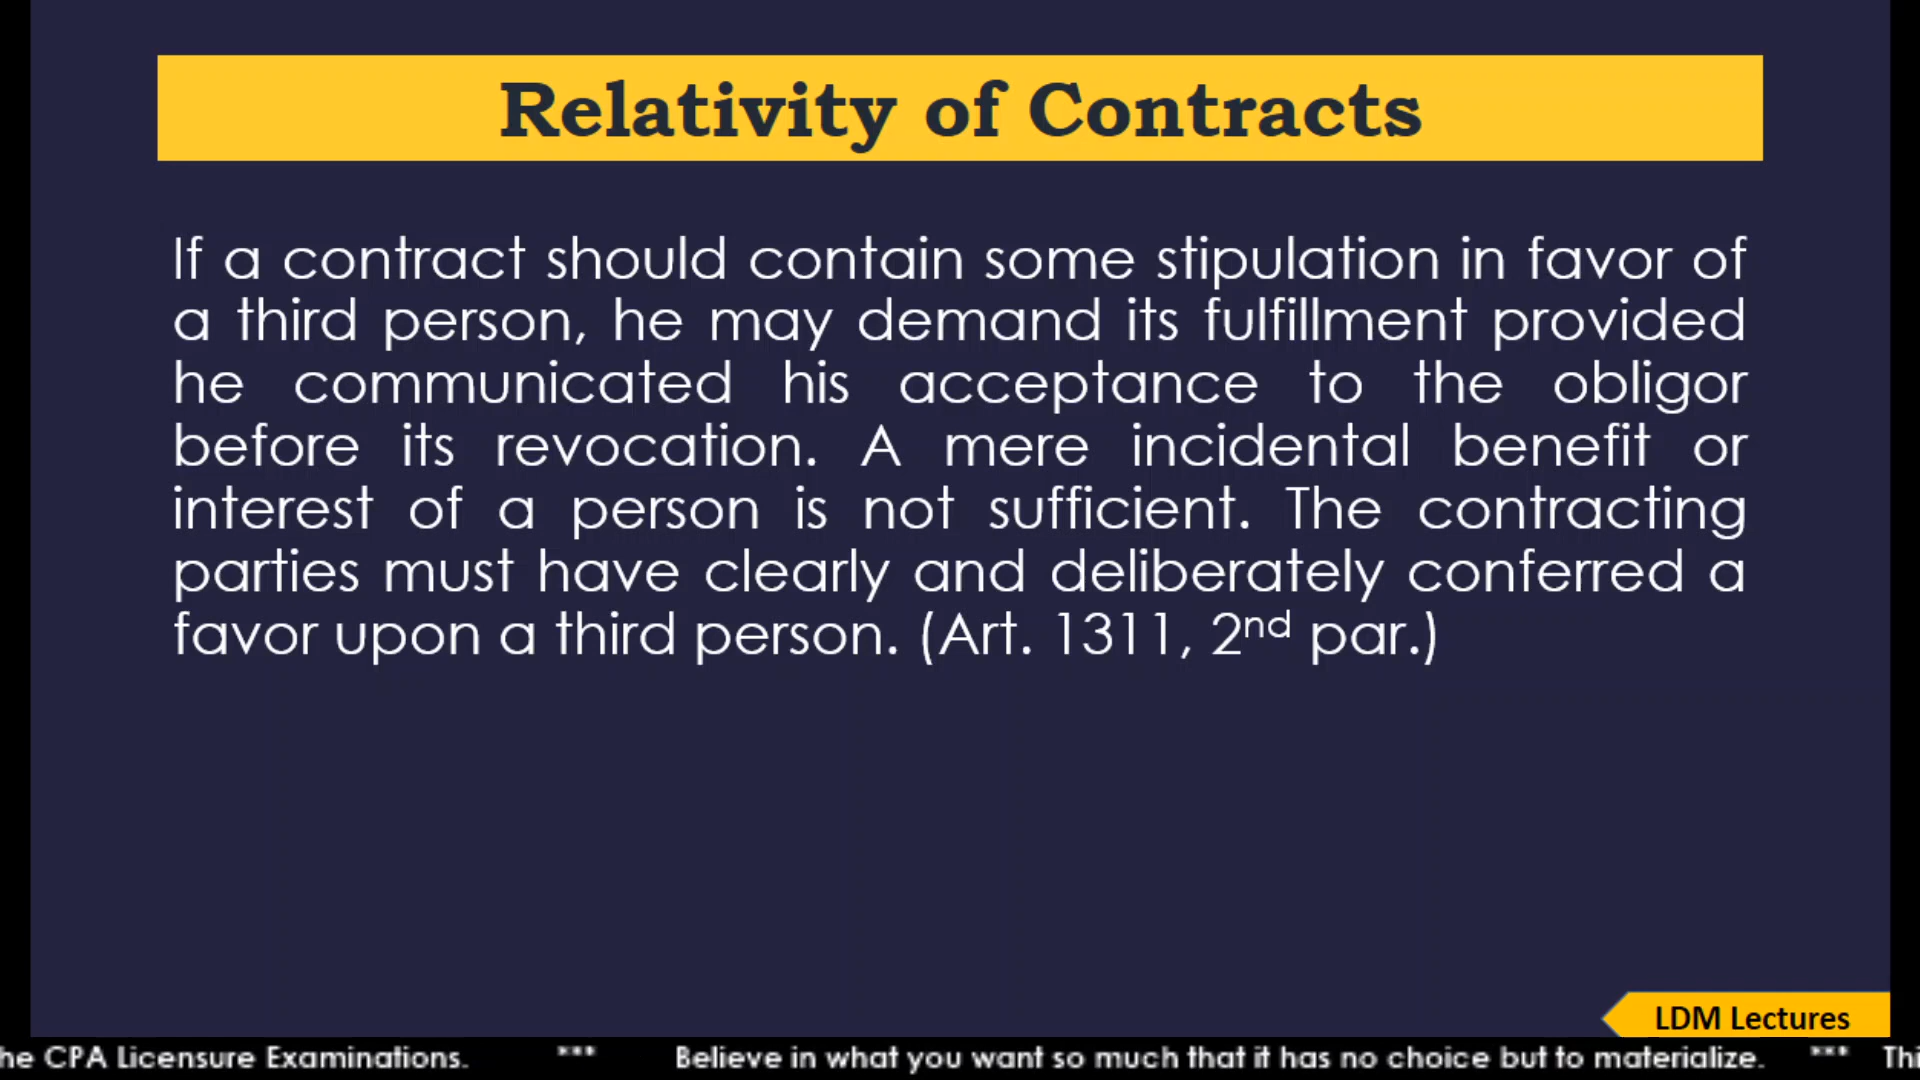 Relativity of Contracts
If a contract should contain some stipulation in favor of
a third person, he may demand its fulfillment provided
he communicated his acceptance to the obligor
before its revocation. A mere incidental benefit or
interest of a person is not sufficient. The contracting
parties must have clearly and deliberately conferred a
favor upon a third person. (Art. 1311, 2nd par.)
LDM Lectures
he CPA Licensure Examinations. *** Believe in what you want so much that it has no choice but to materialize. *** Thi